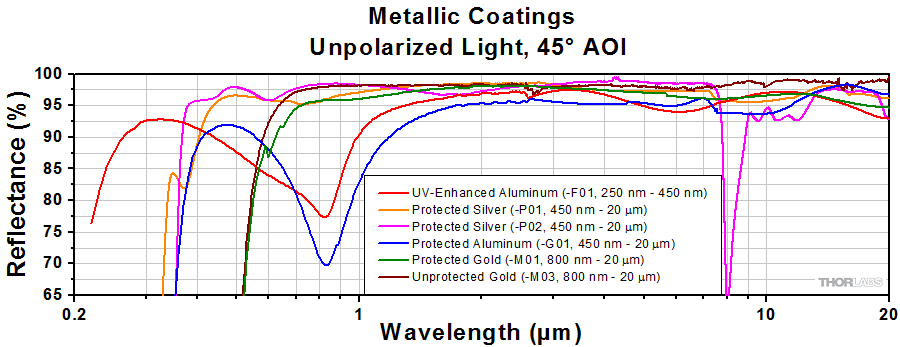 Metallic Coatings
Unpolarized Light, 45° AOI
Reflectance (%)
100
95
90
85
80
75
70
65
UV-Enhanced Aluminum (-F01, 250 nm - 450 nm)
Protected Silver (-P01, 450 nm - 20 µm)
Protected Silver (-P02, 450 nm - 20 µm)
Protected Aluminum (-G01, 450 nm - 20 µm)
Protected Gold (-M01, 800 nm - 20 µm)
Unprotected Gold (-M03, 800 nm - 20 µm)
THORLABS
0.2 1 10 20
Wavelength (µm)